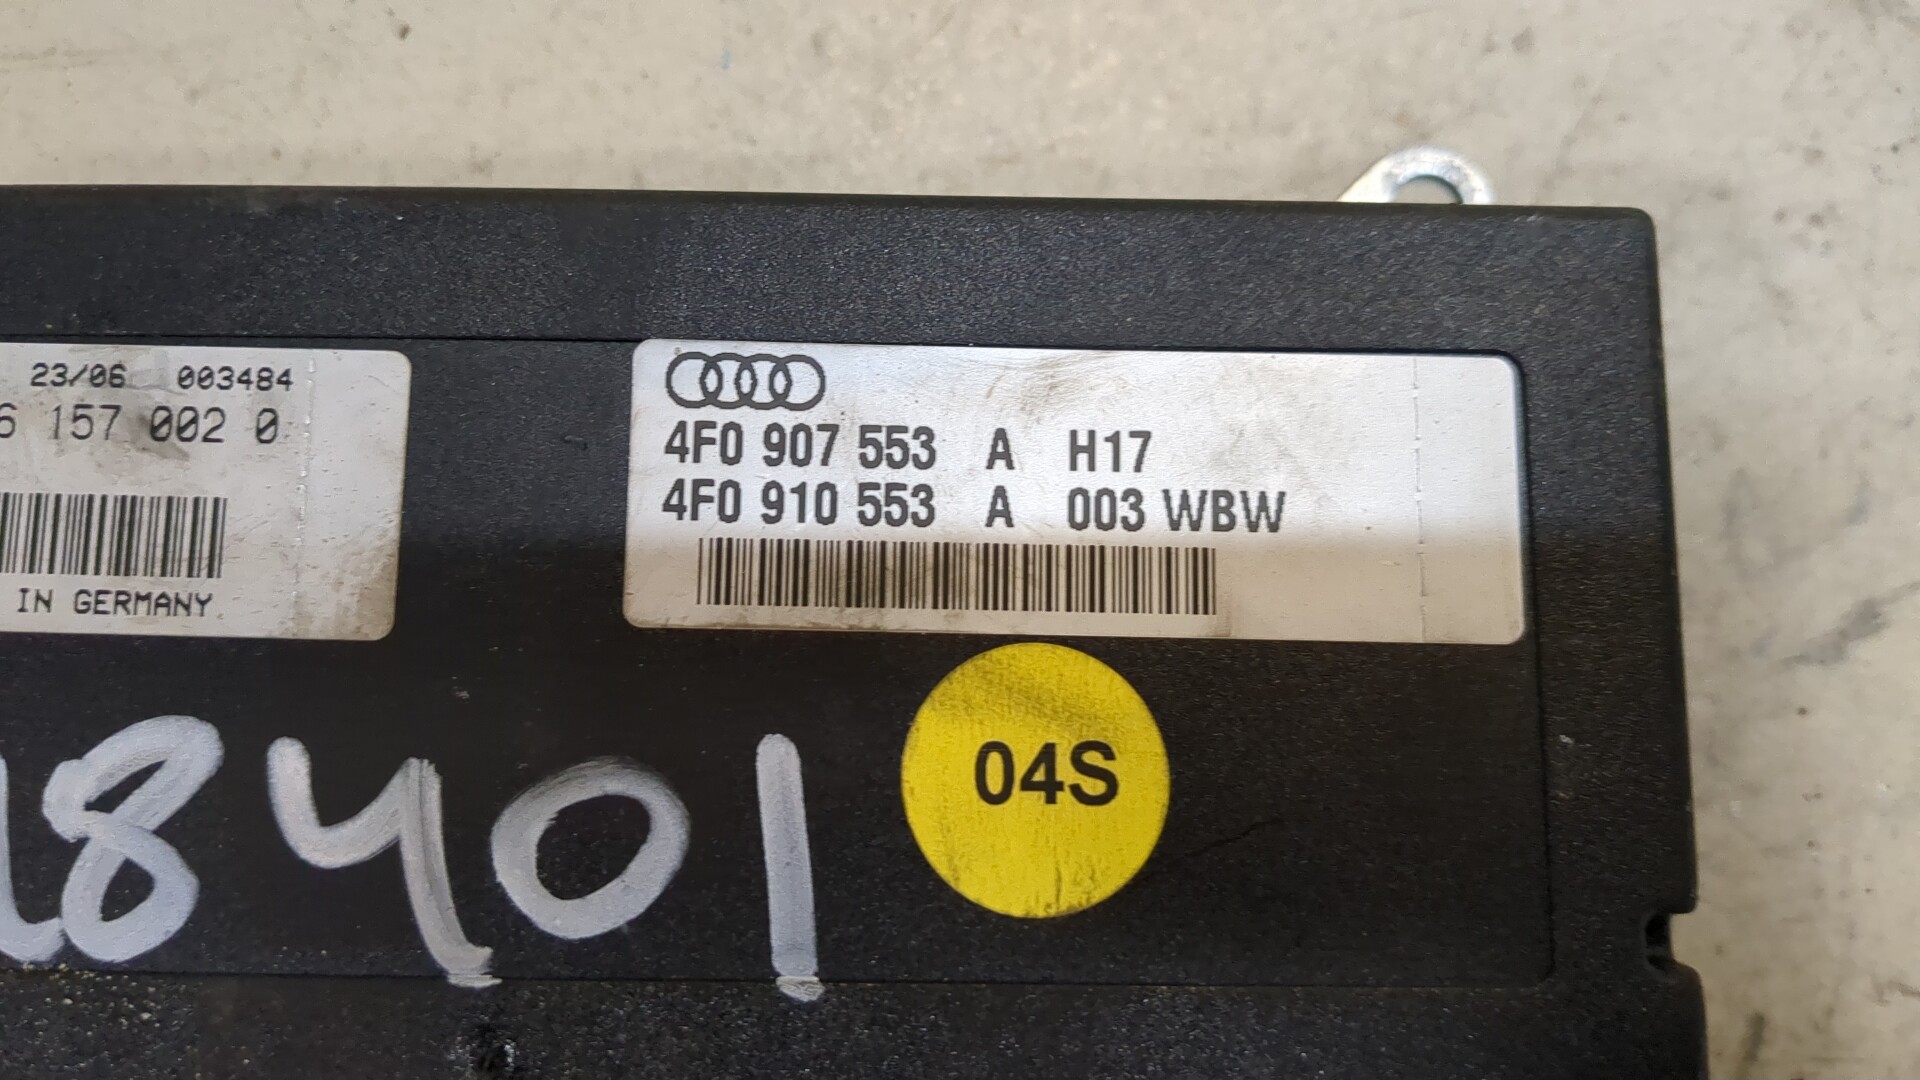 23/06 003484
6 157 002 0
IN GERMANY
4F0 907 553 A H17
4F0 910 553 A 003 WBW
04S
8401